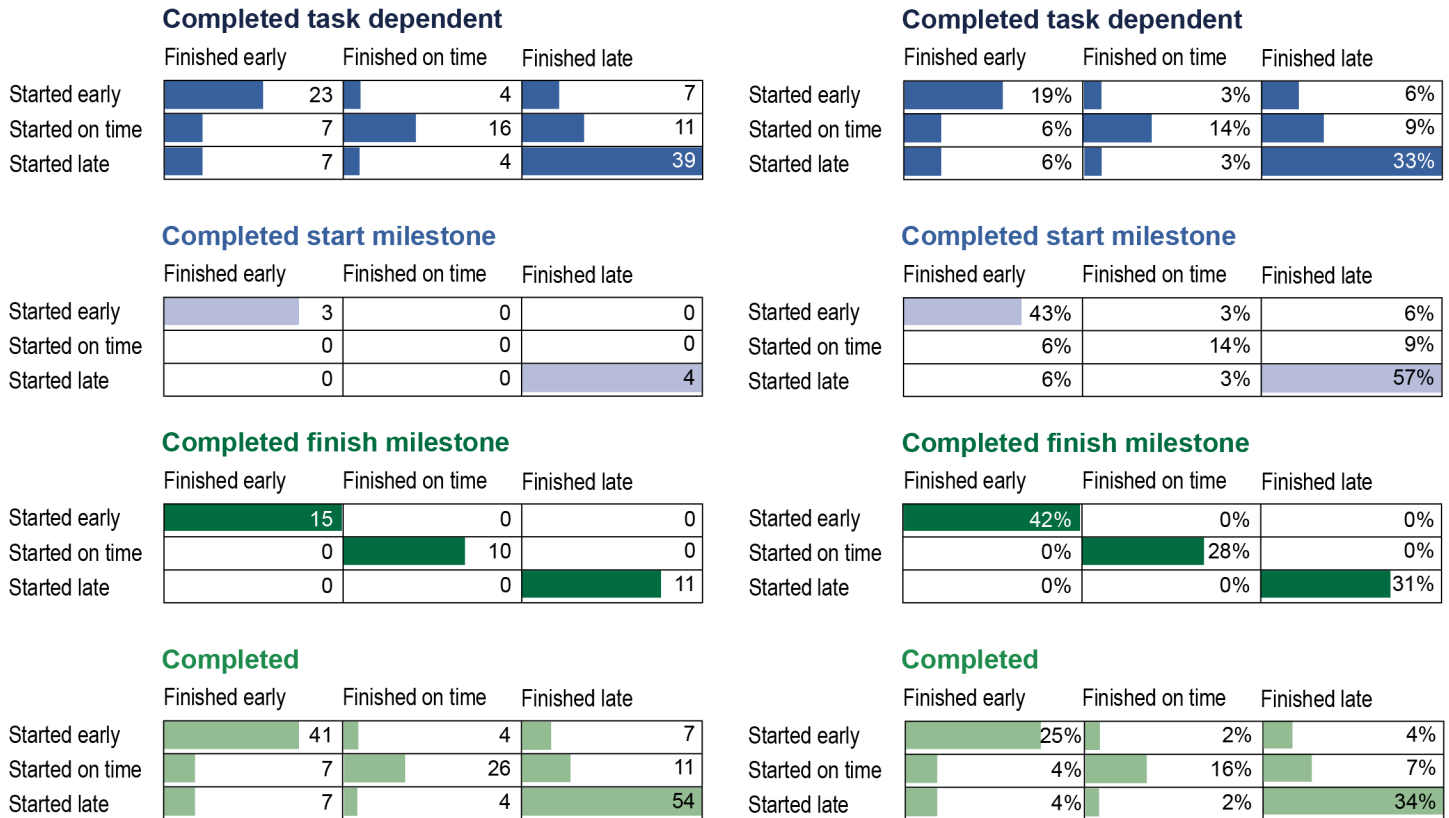 Completed task dependent
Finished early Finished on time Finished late
Started early 23 4 7
Started on time 7 16 11
Started late 7 4 39
Completed start milestone
Finished early Finished on time Finished late
Started early 3 0 0
Started on time 0 0 0
Started late 0 0 4
Completed finish milestone
Finished early Finished on time Finished late
Started early 15 0 0
Started on time 0 10 0
Started late 0 0 11
Completed
Finished early Finished on time Finished late
Started early 41 4 7
Started on time 7 26 11
Started late 7 4 54
Completed task dependent
Finished early Finished on time Finished late
Started early 19% 3% 6%
Started on time 6% 14% 9%
Started late 6% 3% 33%
Completed start milestone
Finished early Finished on time Finished late
Started early 43% 3% 6%
Started on time 6% 14% 9%
Started late 6% 3% 57%
Completed finish milestone
Finished early Finished on time Finished late
Started early 42% 0% 0%
Started on time 0% 28% 0%
Started late 0% 0% 31%
Completed
Finished early Finished on time Finished late
Started early 25% 2% 4%
Started on time 4% 16% 7%
Started late 4% 2% 34%